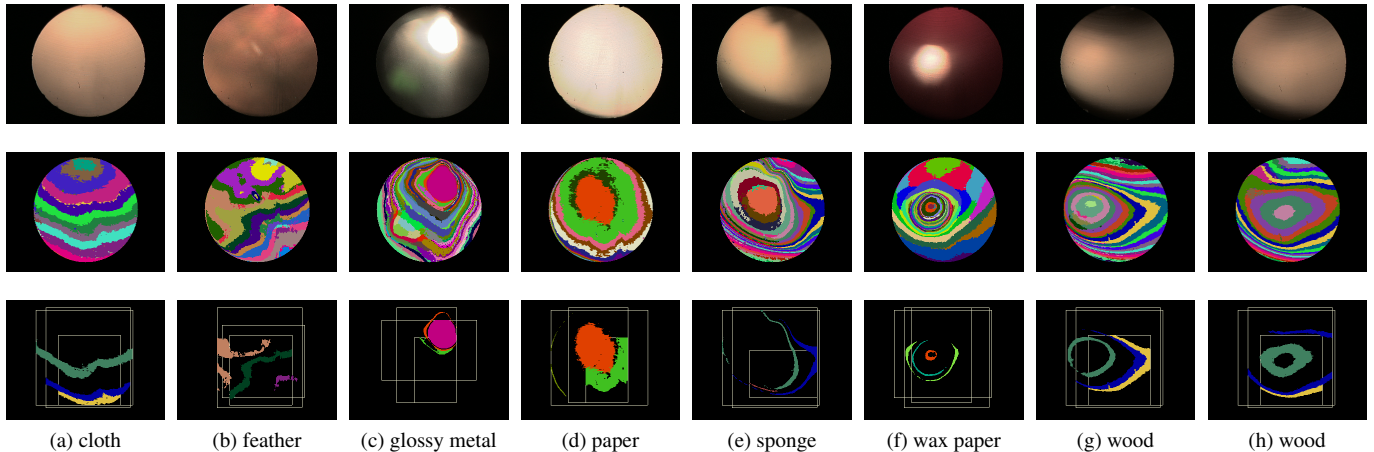 (a) cloth (b) feather (c) glossy metal (d) paper (e) sponge (f) wax paper (g) wood (h) wood